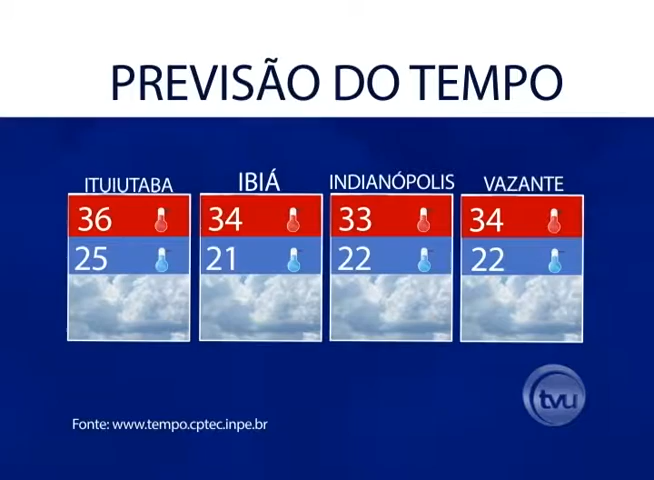 PREVISÃO DO TEMPO
ITUIUTABA IBIÁ INDIANÓPOLIS VAZANTE
36 34 33 34
25 21 22 22
tvu
Fonte: www.tempo.cptec.inpe.br